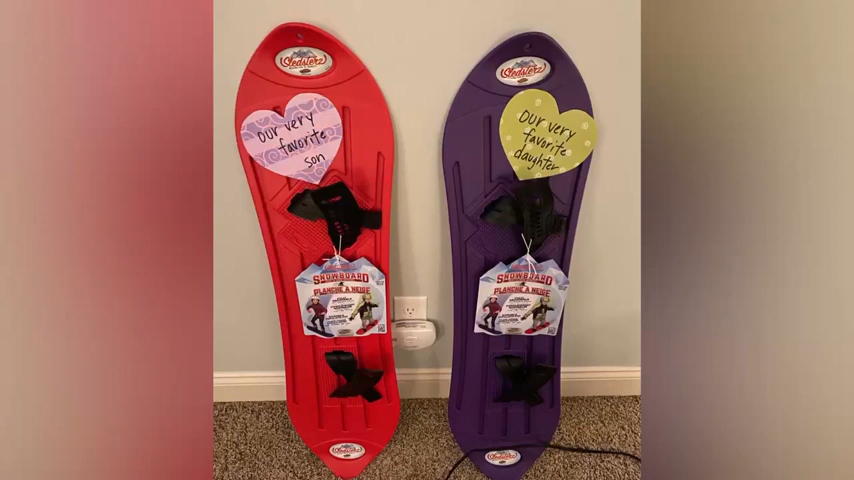 Sledsterz
our very
favorite
son
SNOWBOARD
PLANCHE A NEIGE
Sledsterz
Sledsterz
our very
favorite
daughter
SNOWBOARD
PLANCHE A NEIGE
Sledsterz